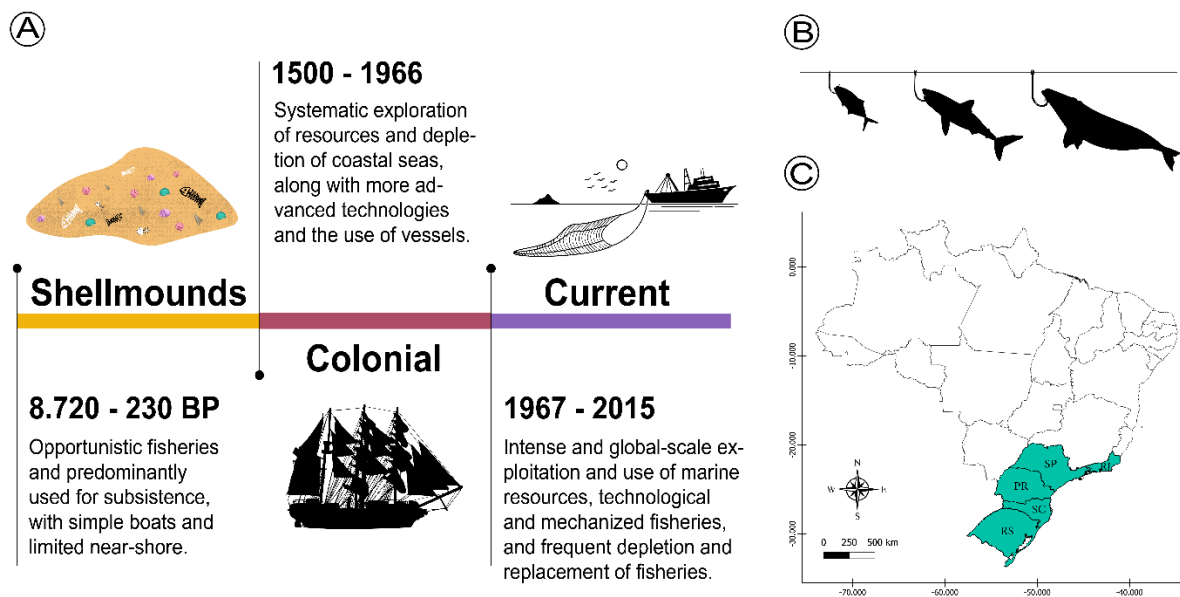 A
1500 - 1966
Systematic exploration
of resources and deple-
tion of coastal seas,
along with more ad-
vanced technologies
and the use of vessels.
Shellmounds
Current
Colonial
8.720 - 230 BP
Opportunistic fisheries
and predominantly
used for subsistence,
with simple boats and
limited near-shore.
1967 - 2015
Intense and global-scale ex-
ploitation and use of marine
resources, technological
and mechanized fisheries,
and frequent depletion and
replacement of fisheries.
B
C
0.000
-10.000
-20.000
-30.000
SP
RJ
PR
SC
RS
N
W
E
S
0 250 500 km
-70.000 -60.000 -50.000 -40.000